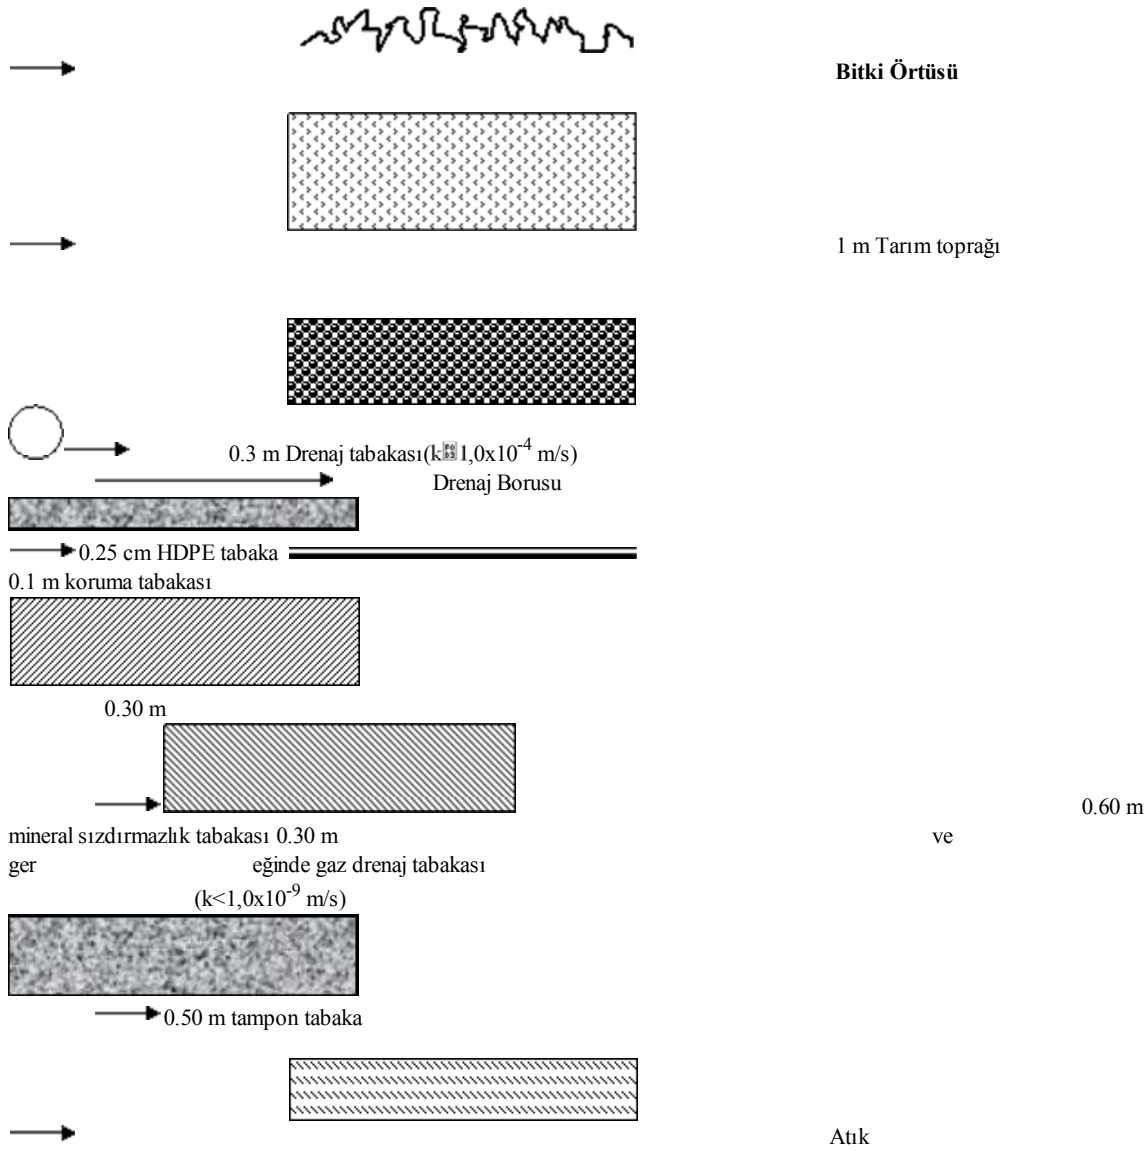 Bitki Örtüsü
1 m Tarım toprağı
0.3 m Drenaj tabakası(k 1,0x10-4 m/s)
Drenaj Borusu
0.25 cm HDPE tabaka
0.1 m koruma tabakası
0.30 m
0.60 m
mineral sızdırmazlık tabakası 0.30 m ve
ger eğinde gaz drenaj tabakası
(k<1,0x10-9 m/s)
0.50 m tampon tabaka
Atık